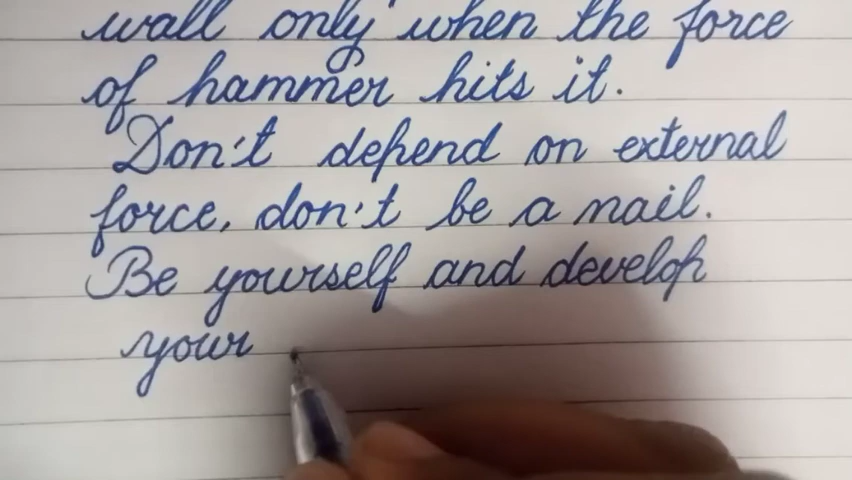 wall only when the force
of hammer hits it.
Don't depend on external
force, don't be a nail.
Be yourself and develop
your